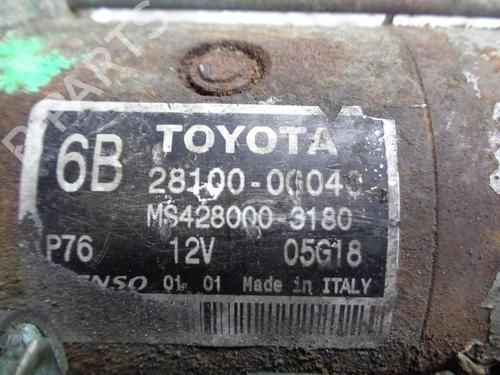 TOYOTA
6B
28100-0G040
MS428000-3180
P76 12V 05G18
01 01 Made in ITALY